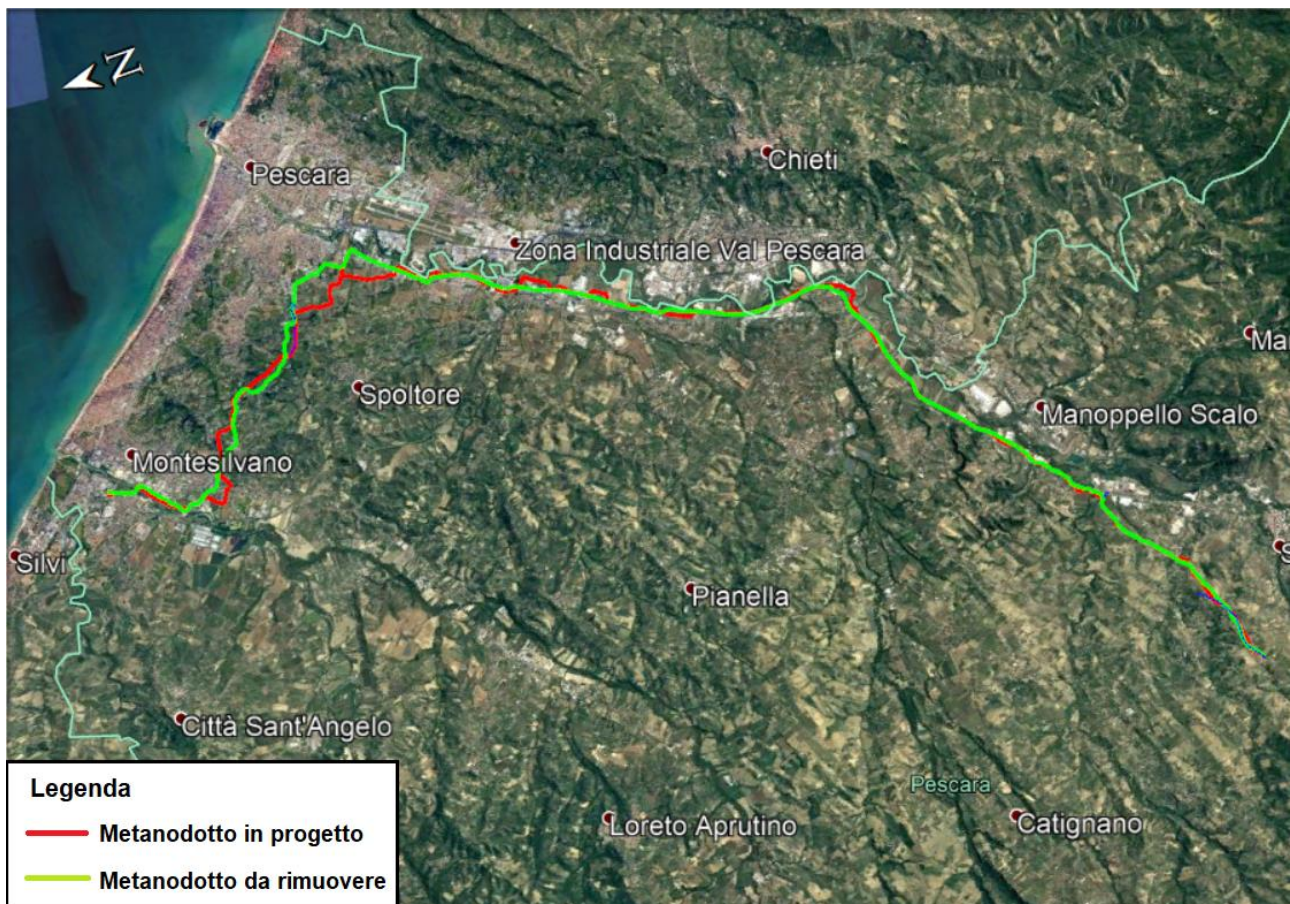 N
Pescara
Chieti
Zona Industriale Val Pescara
Spoltore
Manoppello Scalo
Montesilvano
Silvi
Pianella
Città Sant'Angelo
Pescara
Loreto Aprutino
Catignano
Legenda
Metanodotto in progetto
Metanodotto da rimuovere